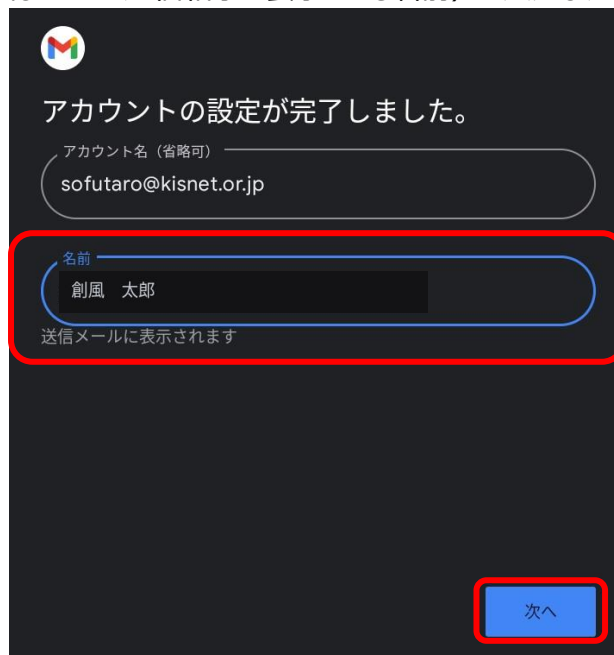 アカウントの設定が完了しました。
アカウント名（省略可）
sofutaro@kisnet.or.jp
名前
創風　太郎
送信メールに表示されます
次へ